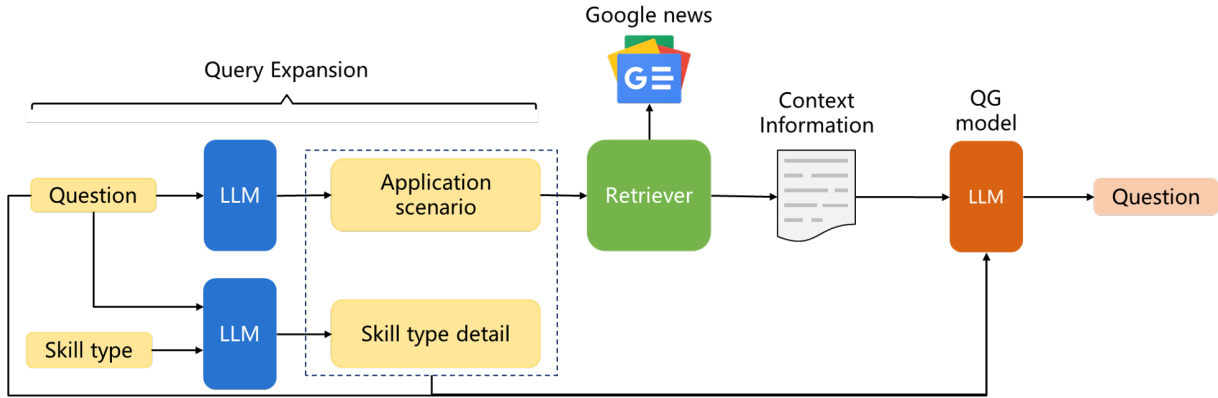 Google news
G
Query Expansion
Context
Information
QG
model
Question
LLM
Application
scenario
Retriever
LLM
Question
Skill type
LLM
Skill type detail